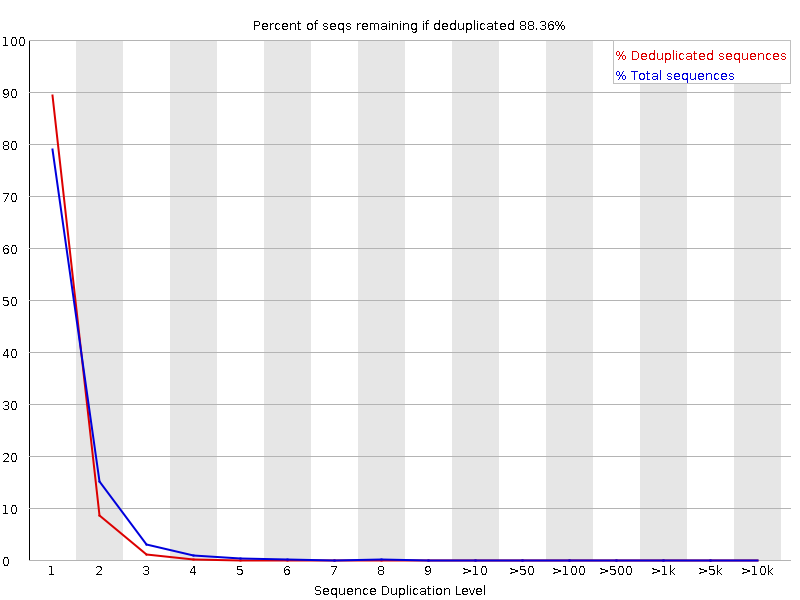 Percent of seqs remaining if deduplicated 88.36%
% Deduplicated sequences
% Total sequences
100
90
80
70
60
50
40
30
20
10
0
1 2 3 4 5 6 7 8 9 >10 >50 >100 >500 >1k >5k >10k
Sequence Duplication Level